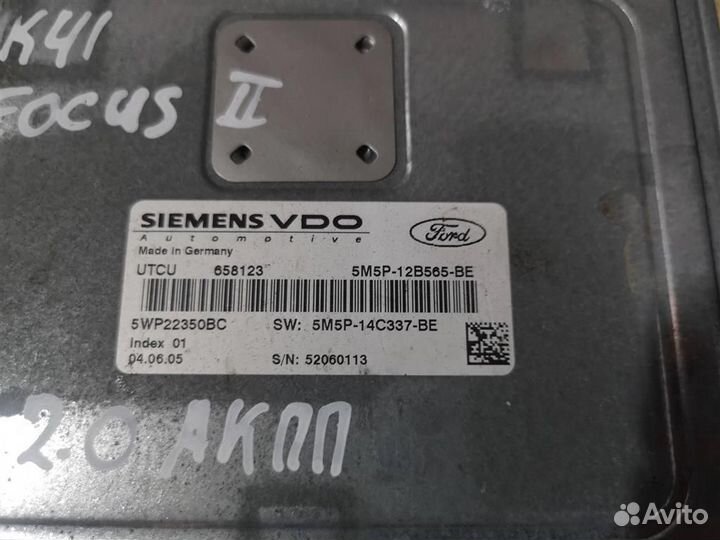 K41
FOCUS II
SIEMENS VDO
Automotive
Made in Germany
Ford
UTCU 658123 5M5P-12B565-BE
5WP22350BC SW: 5M5P-14C337-BE
Index 01
04.06.05 S/N: 52060113
2.0 АКПП
Avito